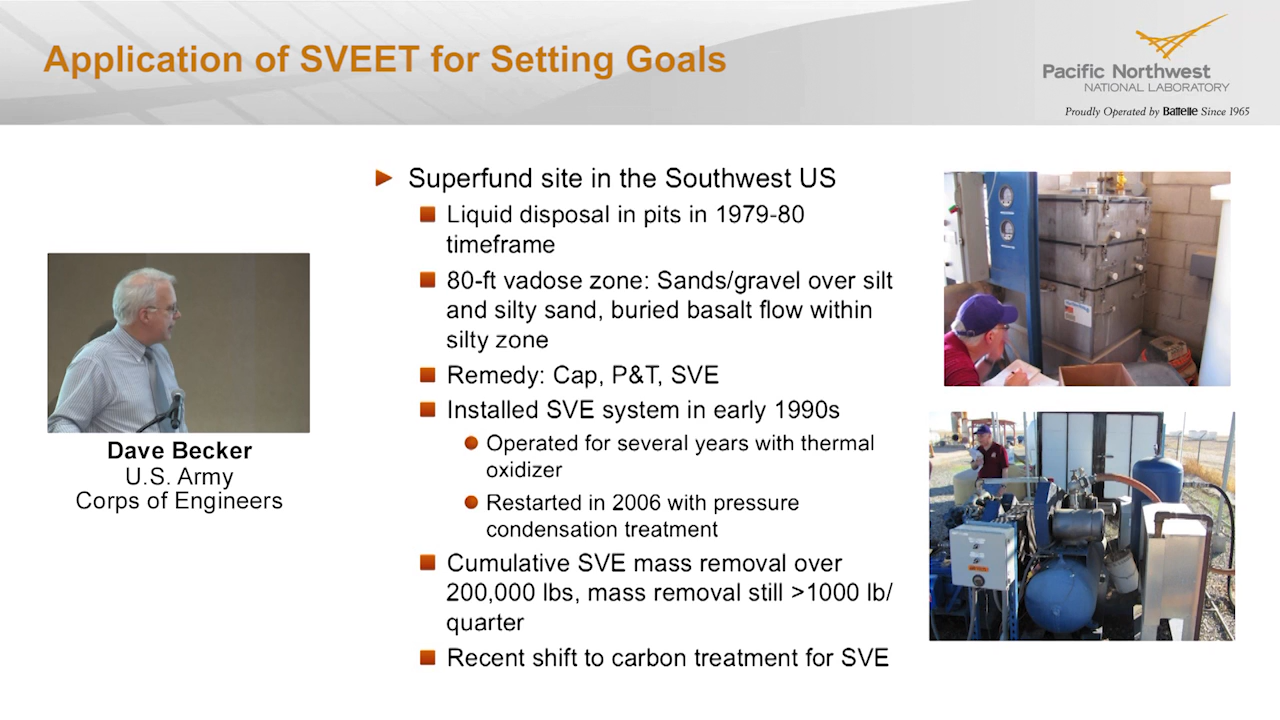 Application of SVEET for Setting Goals
Pacific Northwest
NATIONAL LABORATORY
Proudly Operated by Battelle Since 1965
Superfund site in the Southwest US
Liquid disposal in pits in 1979-80
timeframe
80-ft vadose zone: Sands/gravel over silt
and silty sand, buried basalt flow within
silty zone
Remedy: Cap, P&T, SVE
Installed SVE system in early 1990s
Operated for several years with thermal
oxidizer
Restarted in 2006 with pressure
condensation treatment
Cumulative SVE mass removal over
200,000 lbs, mass removal still >1000 lb/
quarter
Recent shift to carbon treatment for SVE
Dave Becker
U.S. Army
Corps of Engineers